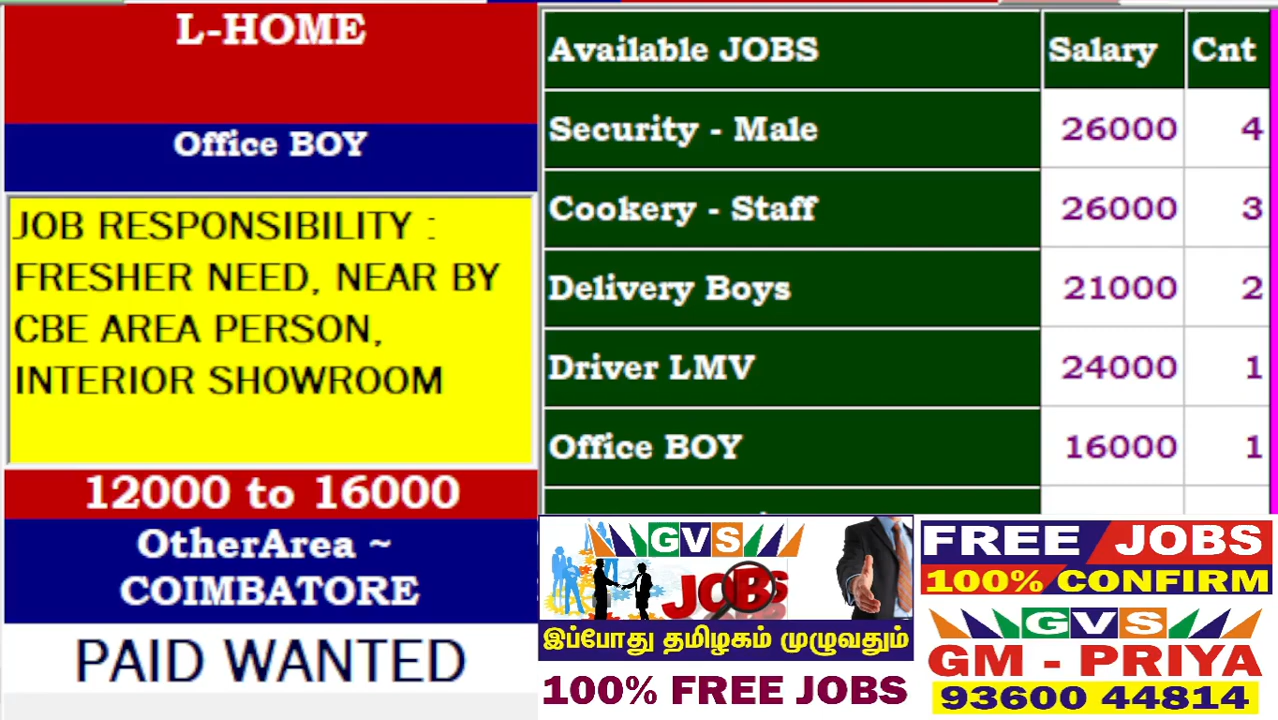 L-HOME
Office BOY
JOB RESPONSIBILITY :
FRESHER NEED, NEAR BY
CBE AREA PERSON,
INTERIOR SHOWROOM
12000 to 16000
OtherArea ~
COIMBATORE
PAID WANTED
Available JOBS Salary Cnt
Security - Male 26000 4
Cookery - Staff 26000 3
Delivery Boys 21000 2
Driver LMV 24000 1
Office BOY 16000 1
GVS
JOBS
இப்போது தமிழகம் முழுவதும்
100% FREE JOBS
FREE JOBS
100% CONFIRM
GVS
GM - PRIYA
93600 44814